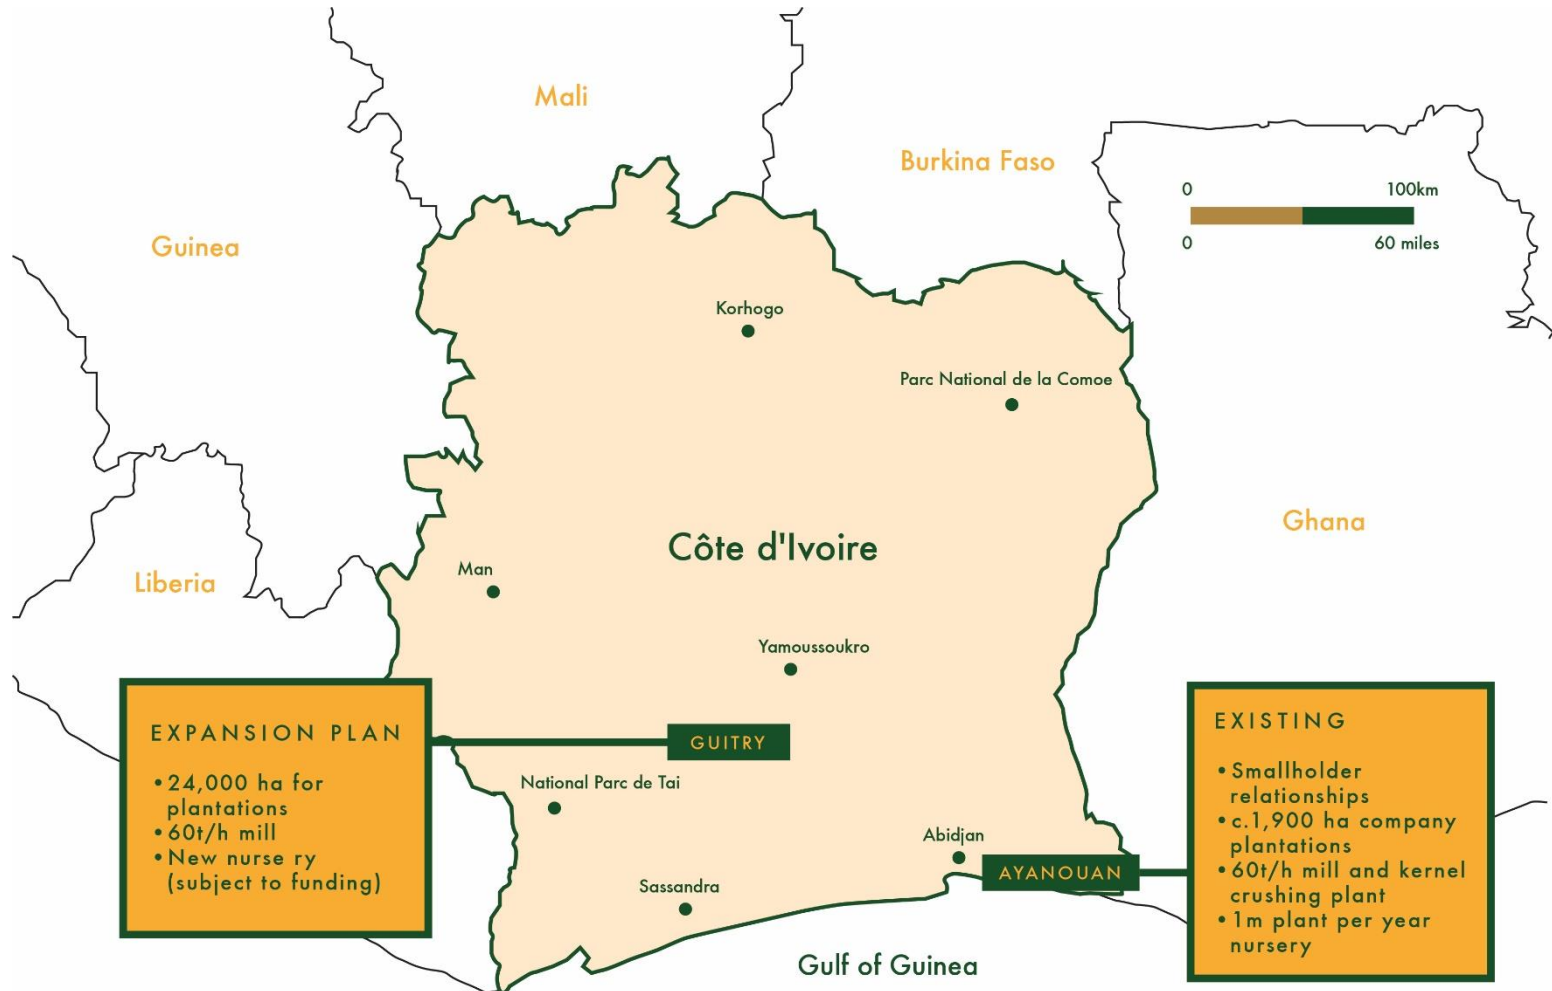 Mali
Burkina Faso
0 100km
0 60 miles
Guinea
Korhogo
Parc National de la Comoe
Ghana
Côte d'Ivoire
Man
Liberia
Yamoussoukro
EXPANSION PLAN
•24,000 ha for
plantations
•60t/h mill
•New nurse ry
(subject to funding)
GUITRY
National Parc de Tai
Abidjan
AYANOUAN
Sassandra
EXISTING
•Smallholder
relationships
•c.1,900 ha company
plantations
•60t/h mill and kernel
crushing plant
•1m plant per year
nursery
Gulf of Guinea